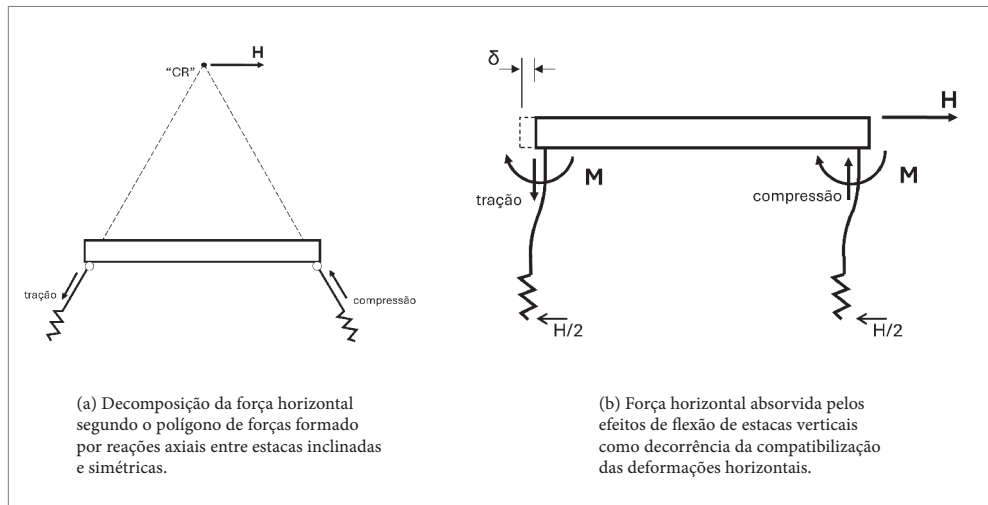 H
"CR"
tração
compressão
(a) Decomposição da força horizontal
segundo o polígono de forças formado
por reações axiais entre estacas inclinadas
e simétricas.
δ
H
M
M
tração
compressão
H/2
H/2
(b) Força horizontal absorvida pelos
efeitos de flexão de estacas verticais
como decorrência da compatibilização
das deformações horizontais.